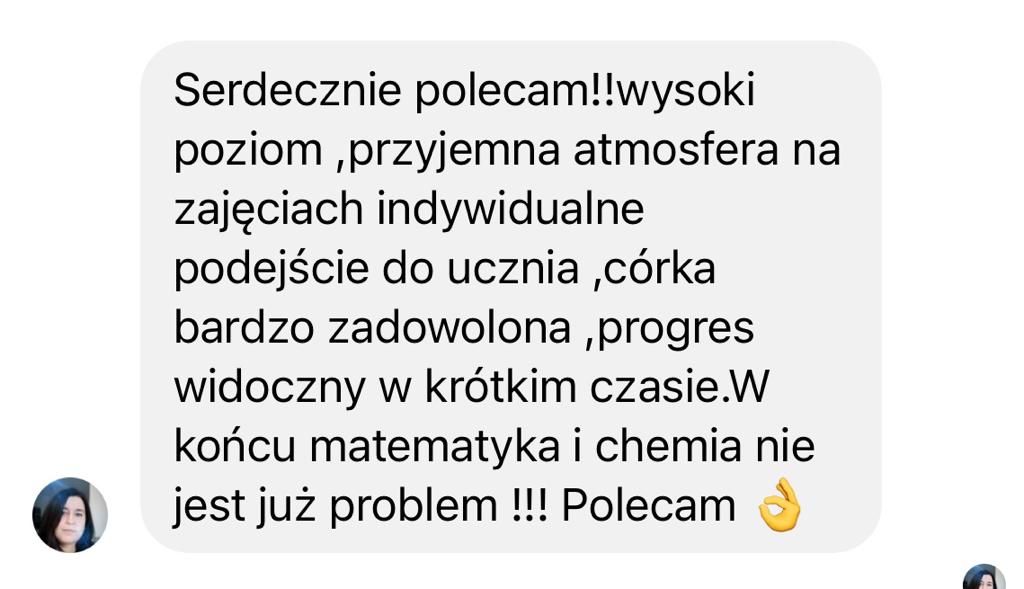 Serdecznie polecam!!wysoki
poziom ,przyjemna atmosfera na
zajęciach indywidualne
podejście do ucznia ,córka
bardzo zadowolona ,progres
widoczny w krótkim czasie.W
końcu matematyka i chemia nie
jest już problem !!! Polecam 👌